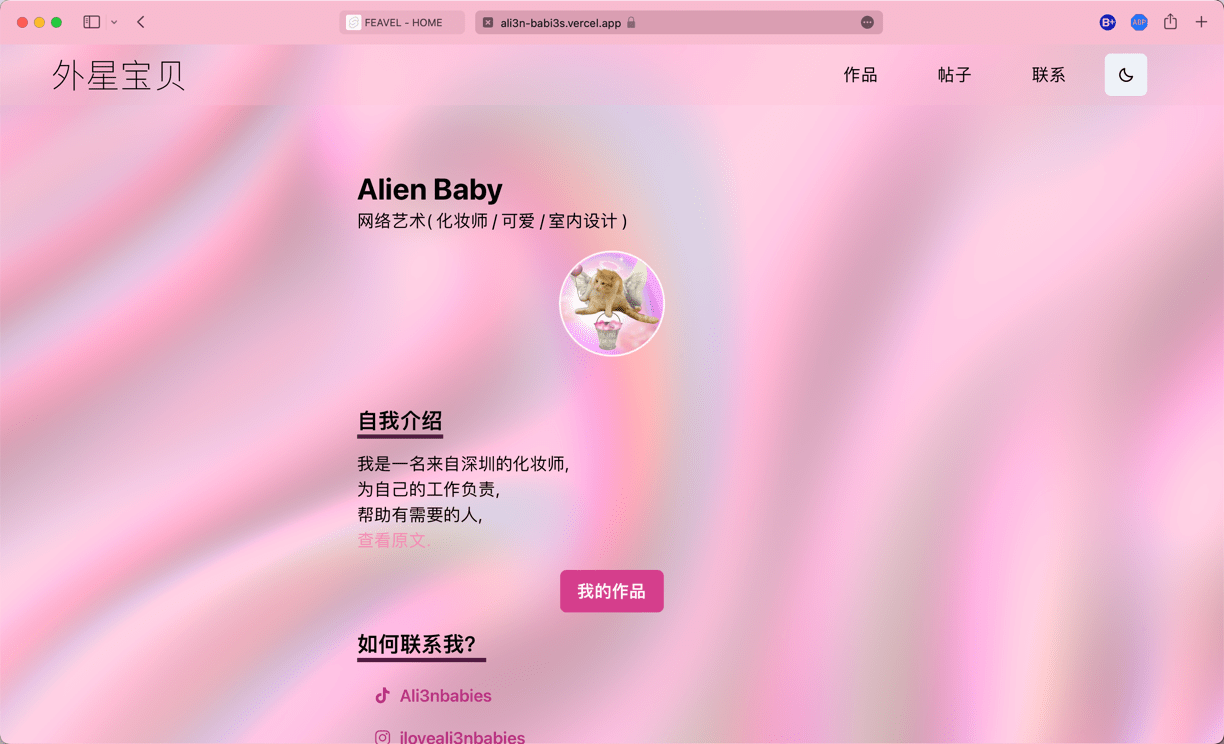 FEAVEL - HOME
ali3n-babi3s.vercel.app
B+
ABP
外星宝贝
作品
帖子
联系
Alien Baby
网络艺术( 化妆师 / 可爱 / 室内设计 )
自我介绍
我是一名来自深圳的化妆师,
为自己的工作负责,
帮助有需要的人,
查看原文.
我的作品
如何联系我?
Ali3nbabies
iloveali3nbabies